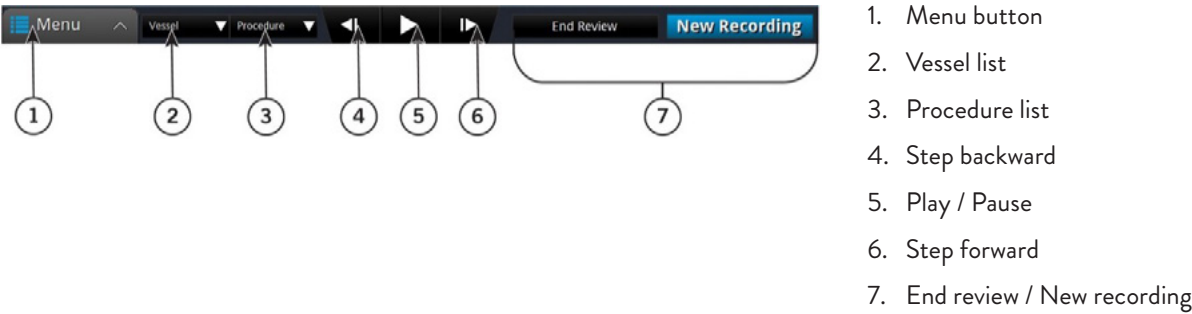 Menu Vessel Procedure End Review New Recording
1 2 3 4 5 6 7
1. Menu button
2. Vessel list
3. Procedure list
4. Step backward
5. Play / Pause
6. Step forward
7. End review / New recording